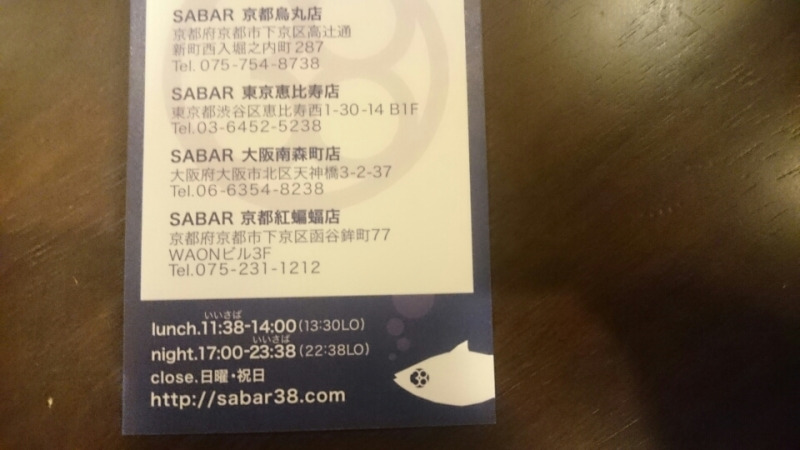 SABAR 京都烏丸店
京都府京都市下京区高辻通
新町西入堀之内町287
Tel. 075-754-8738
SABAR 東京恵比寿店
東京都渋谷区恵比寿西1-30-14 B1F
Tel.03-6452-5238
SABAR 大阪南森町店
大阪府大阪市北区天神橋3-2-37
Tel.06-6354-8238
SABAR 京都紅蝙蝠店
京都府京都市下京区函谷鉾町77
WAONビル3F
Tel.075-231-1212
いいさば
lunch.11:38-14:00(13:30LO)
いいさば
night.17:00-23:38(22:38LO)
close.日曜・祝日
http://sabar38.com